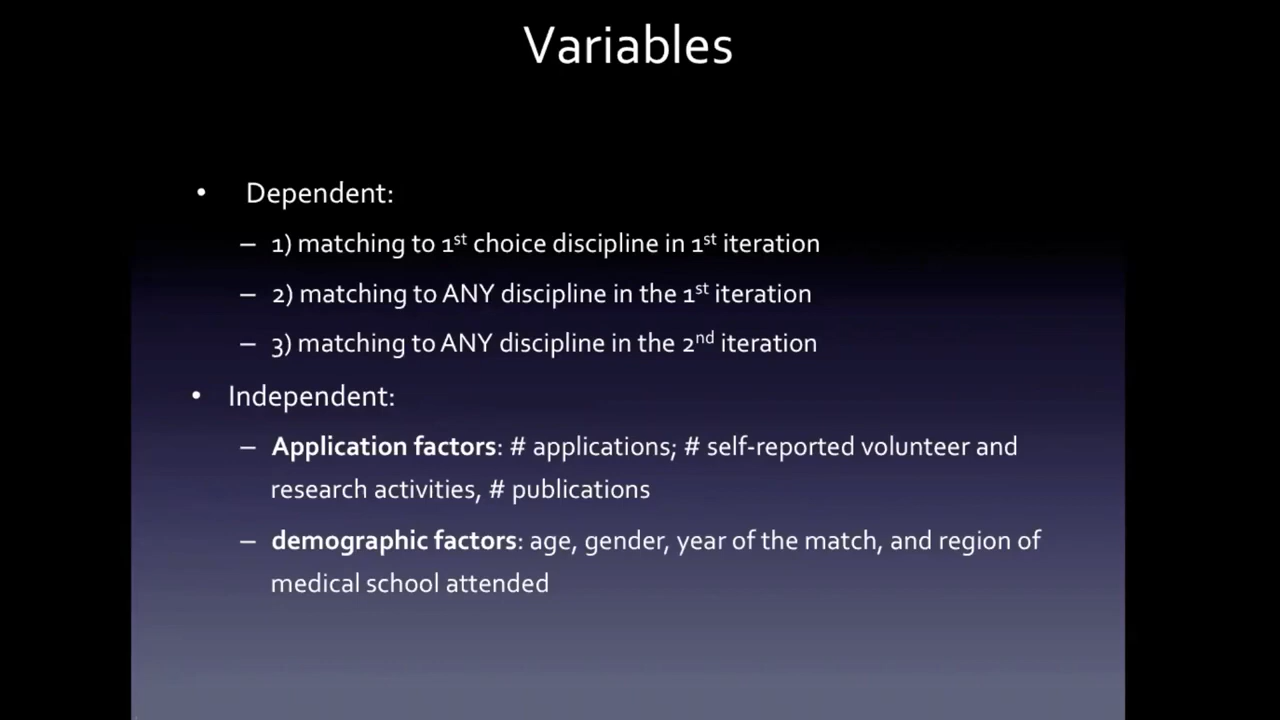 Variables
• Dependent:
– 1) matching to 1st choice discipline in 1st iteration
– 2) matching to ANY discipline in the 1st iteration
– 3) matching to ANY discipline in the 2nd iteration
• Independent:
– Application factors: # applications; # self-reported volunteer and
research activities, # publications
– demographic factors: age, gender, year of the match, and region of
medical school attended